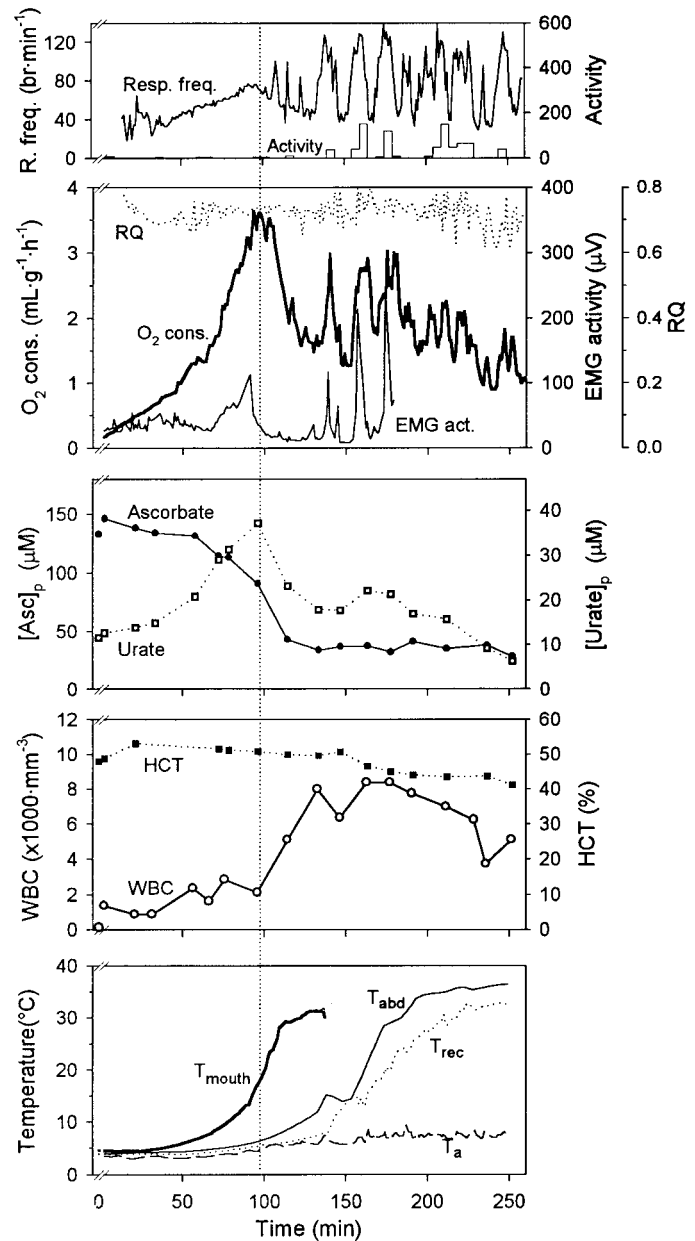 R. freq. (br·min⁻¹)
120
80
40
0
Resp. freq.
Activity
600
400
200
0
Activity
O₂ cons. (mL·g⁻¹·h⁻¹)
4
3
2
1
0
RQ
O₂ cons.
EMG act.
400
300
200
100
0
EMG activity (μV)
0.8
0.6
0.4
0.2
0.0
RQ
[Asc]p (μM)
150
100
50
0
Ascorbate
Urate
40
30
20
10
0
[Urate]p (μM)
WBC (x1000·mm⁻³)
12
10
8
6
4
2
0
HCT
WBC
60
50
40
30
20
10
0
HCT (%)
Temperature(°C)
40
30
20
10
0
Tmouth
Tabd
Trec
Ta
0 50 100 150 200 250
Time (min)